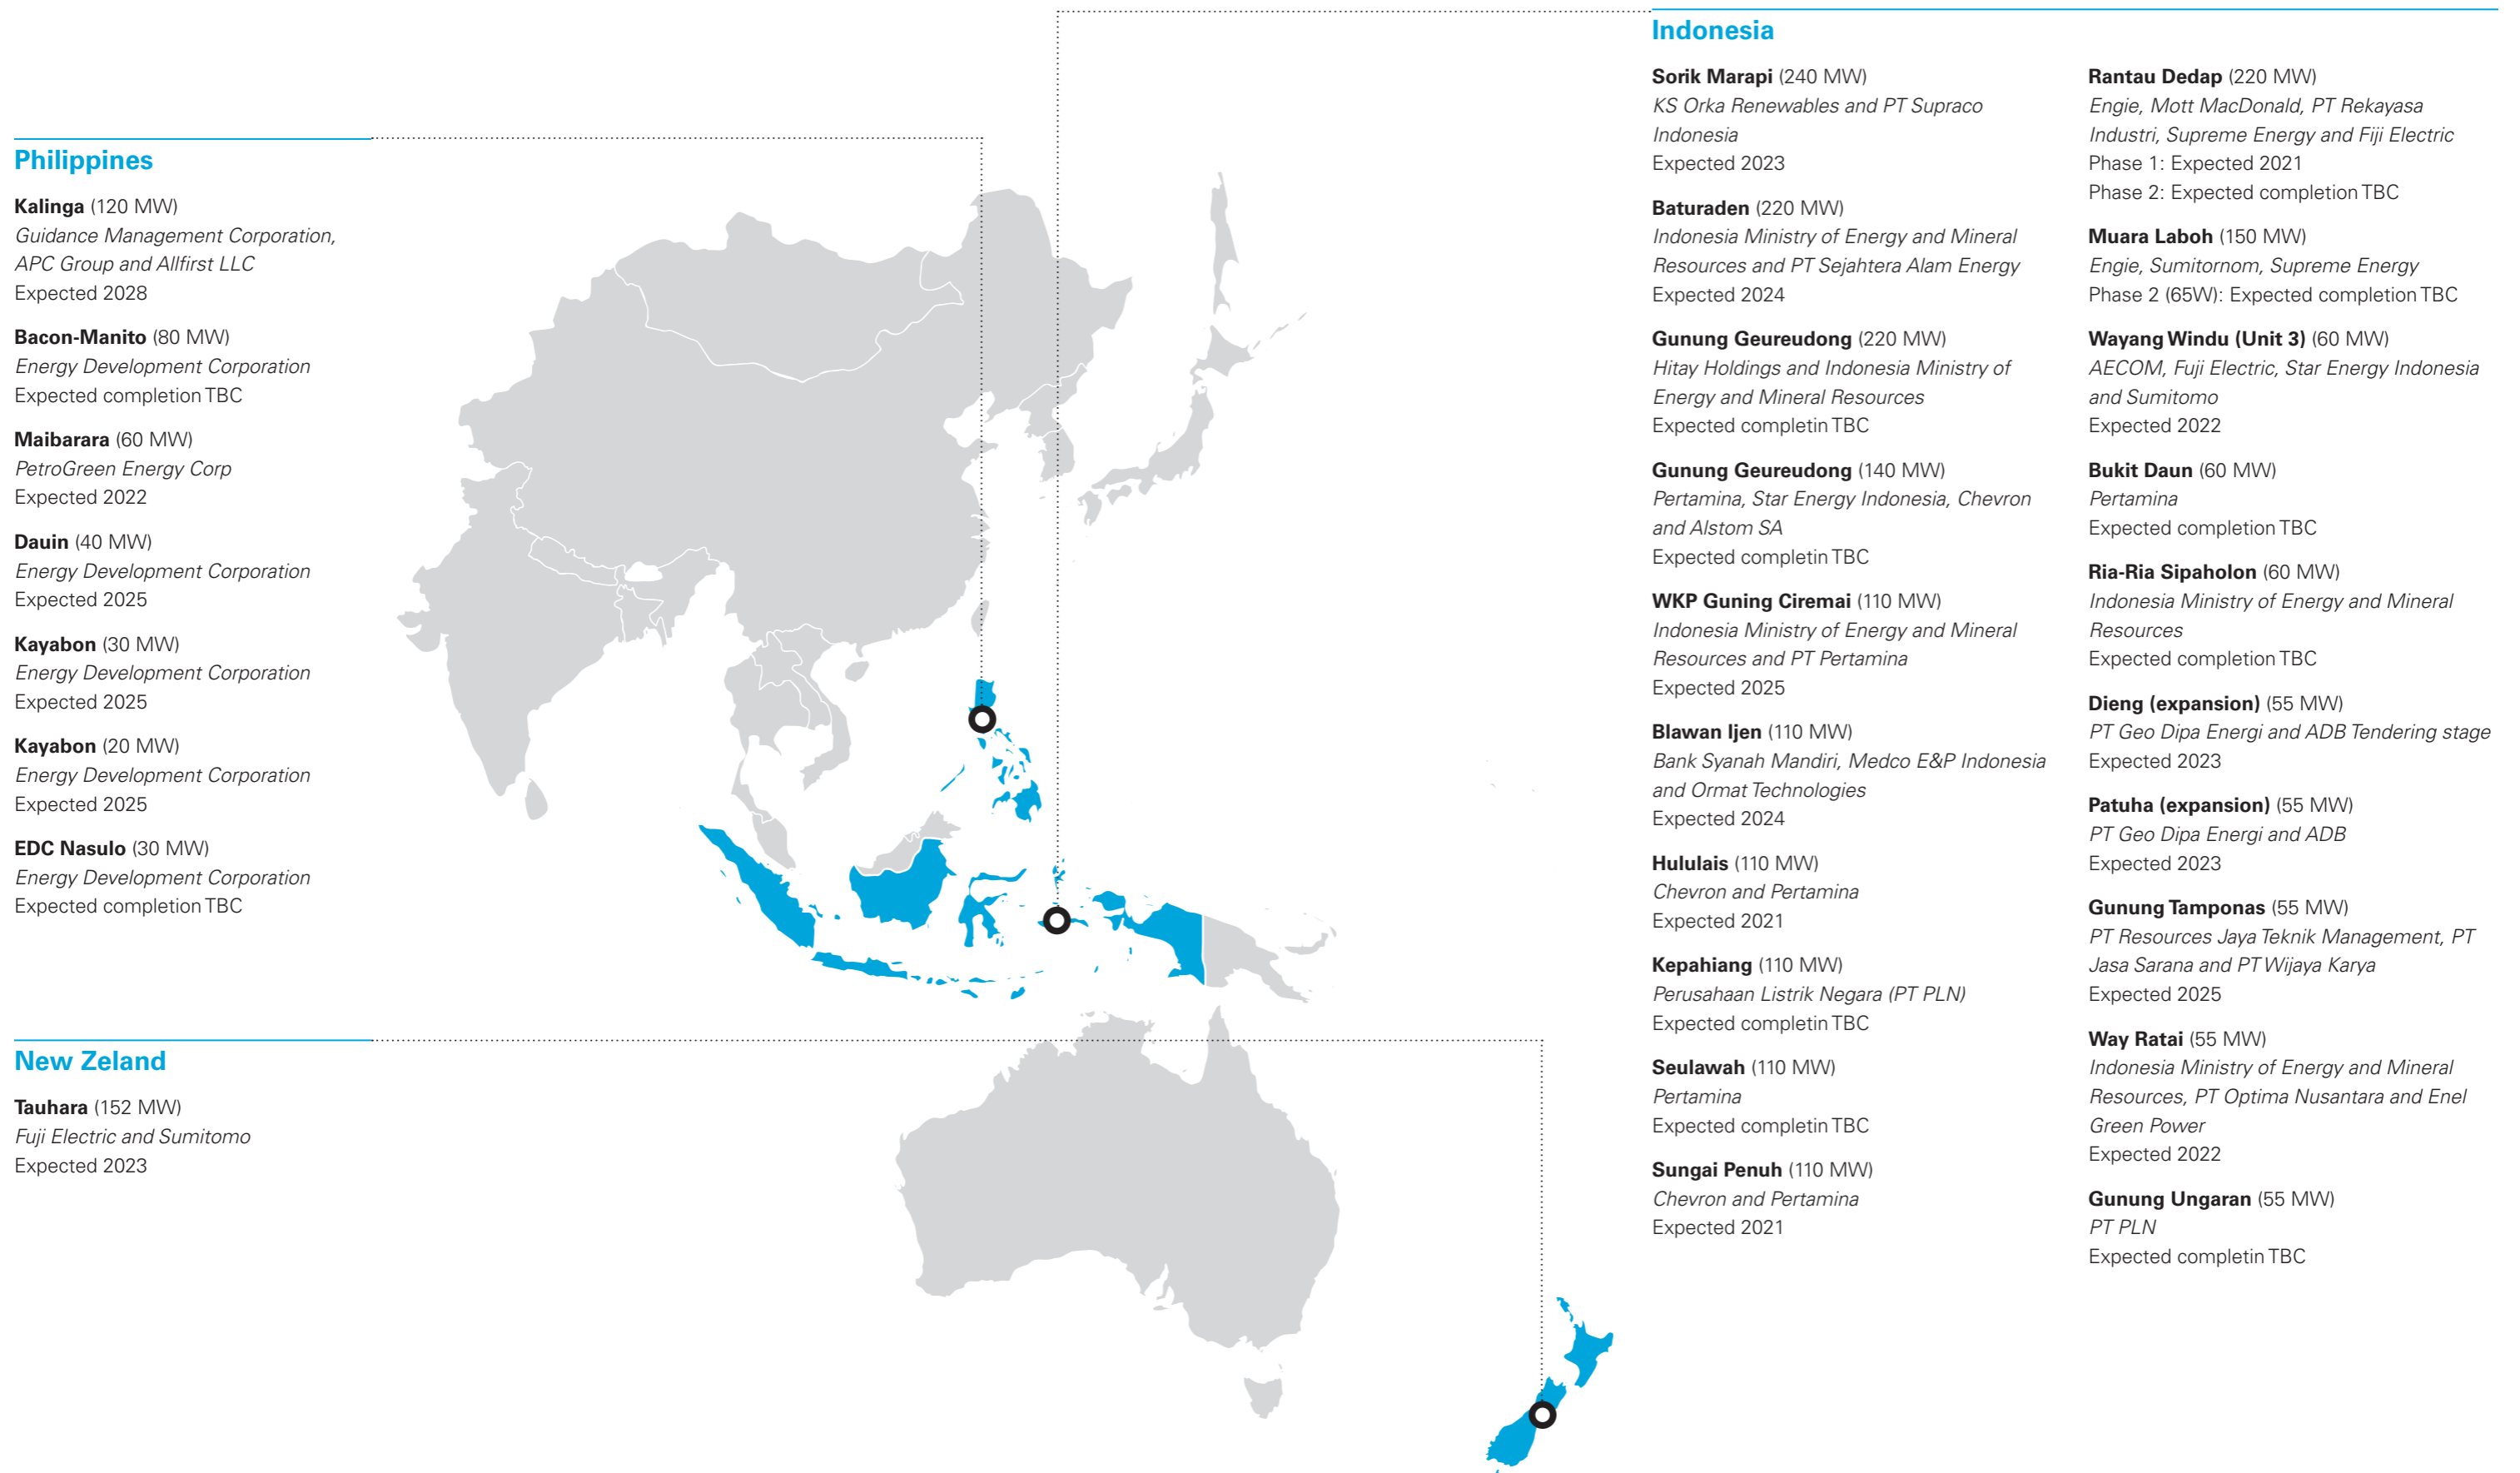 Philippines
Kalinga (120 MW)
Guidance Management Corporation,
APC Group and Allfirst LLC
Expected 2028
Bacon-Manito (80 MW)
Energy Development Corporation
Expected completion TBC
Maibarara (60 MW)
PetroGreen Energy Corp
Expected 2022
Dauin (40 MW)
Energy Development Corporation
Expected 2025
Kayabon (30 MW)
Energy Development Corporation
Expected 2025
Kayabon (20 MW)
Energy Development Corporation
Expected 2025
EDC Nasulo (30 MW)
Energy Development Corporation
Expected completion TBC
New Zeland
Tauhara (152 MW)
Fuji Electric and Sumitomo
Expected 2023
Indonesia
Sorik Marapi (240 MW)
KS Orka Renewables and PT Supraco
Indonesia
Expected 2023
Baturaden (220 MW)
Indonesia Ministry of Energy and Mineral
Resources and PT Sejahtera Alam Energy
Expected 2024
Gunung Geureudong (220 MW)
Hitay Holdings and Indonesia Ministry of
Energy and Mineral Resources
Expected completin TBC
Gunung Geureudong (140 MW)
Pertamina, Star Energy Indonesia, Chevron
and Alstom SA
Expected completin TBC
WKP Guning Ciremai (110 MW)
Indonesia Ministry of Energy and Mineral
Resources and PT Pertamina
Expected 2025
Blawan Ijen (110 MW)
Bank Syanah Mandiri, Medco E&P Indonesia
and Ormat Technologies
Expected 2024
Hululais (110 MW)
Chevron and Pertamina
Expected 2021
Kepahiang (110 MW)
Perusahaan Listrik Negara (PT PLN)
Expected completin TBC
Seulawah (110 MW)
Pertamina
Expected completin TBC
Sungai Penuh (110 MW)
Chevron and Pertamina
Expected 2021
Rantau Dedap (220 MW)
Engie, Mott MacDonald, PT Rekayasa
Industri, Supreme Energy and Fiji Electric
Phase 1: Expected 2021
Phase 2: Expected completion TBC
Muara Laboh (150 MW)
Engie, Sumitornom, Supreme Energy
Phase 2 (65W): Expected completion TBC
Wayang Windu (Unit 3) (60 MW)
AECOM, Fuji Electric, Star Energy Indonesia
and Sumitomo
Expected 2022
Bukit Daun (60 MW)
Pertamina
Expected completion TBC
Ria-Ria Sipaholon (60 MW)
Indonesia Ministry of Energy and Mineral
Resources
Expected completion TBC
Dieng (expansion) (55 MW)
PT Geo Dipa Energi and ADB Tendering stage
Expected 2023
Patuha (expansion) (55 MW)
PT Geo Dipa Energi and ADB
Expected 2023
Gunung Tamponas (55 MW)
PT Resources Jaya Teknik Management, PT
Jasa Sarana and PT Wijaya Karya
Expected 2025
Way Ratai (55 MW)
Indonesia Ministry of Energy and Mineral
Resources, PT Optima Nusantara and Enel
Green Power
Expected 2022
Gunung Ungaran (55 MW)
PT PLN
Expected completin TBC